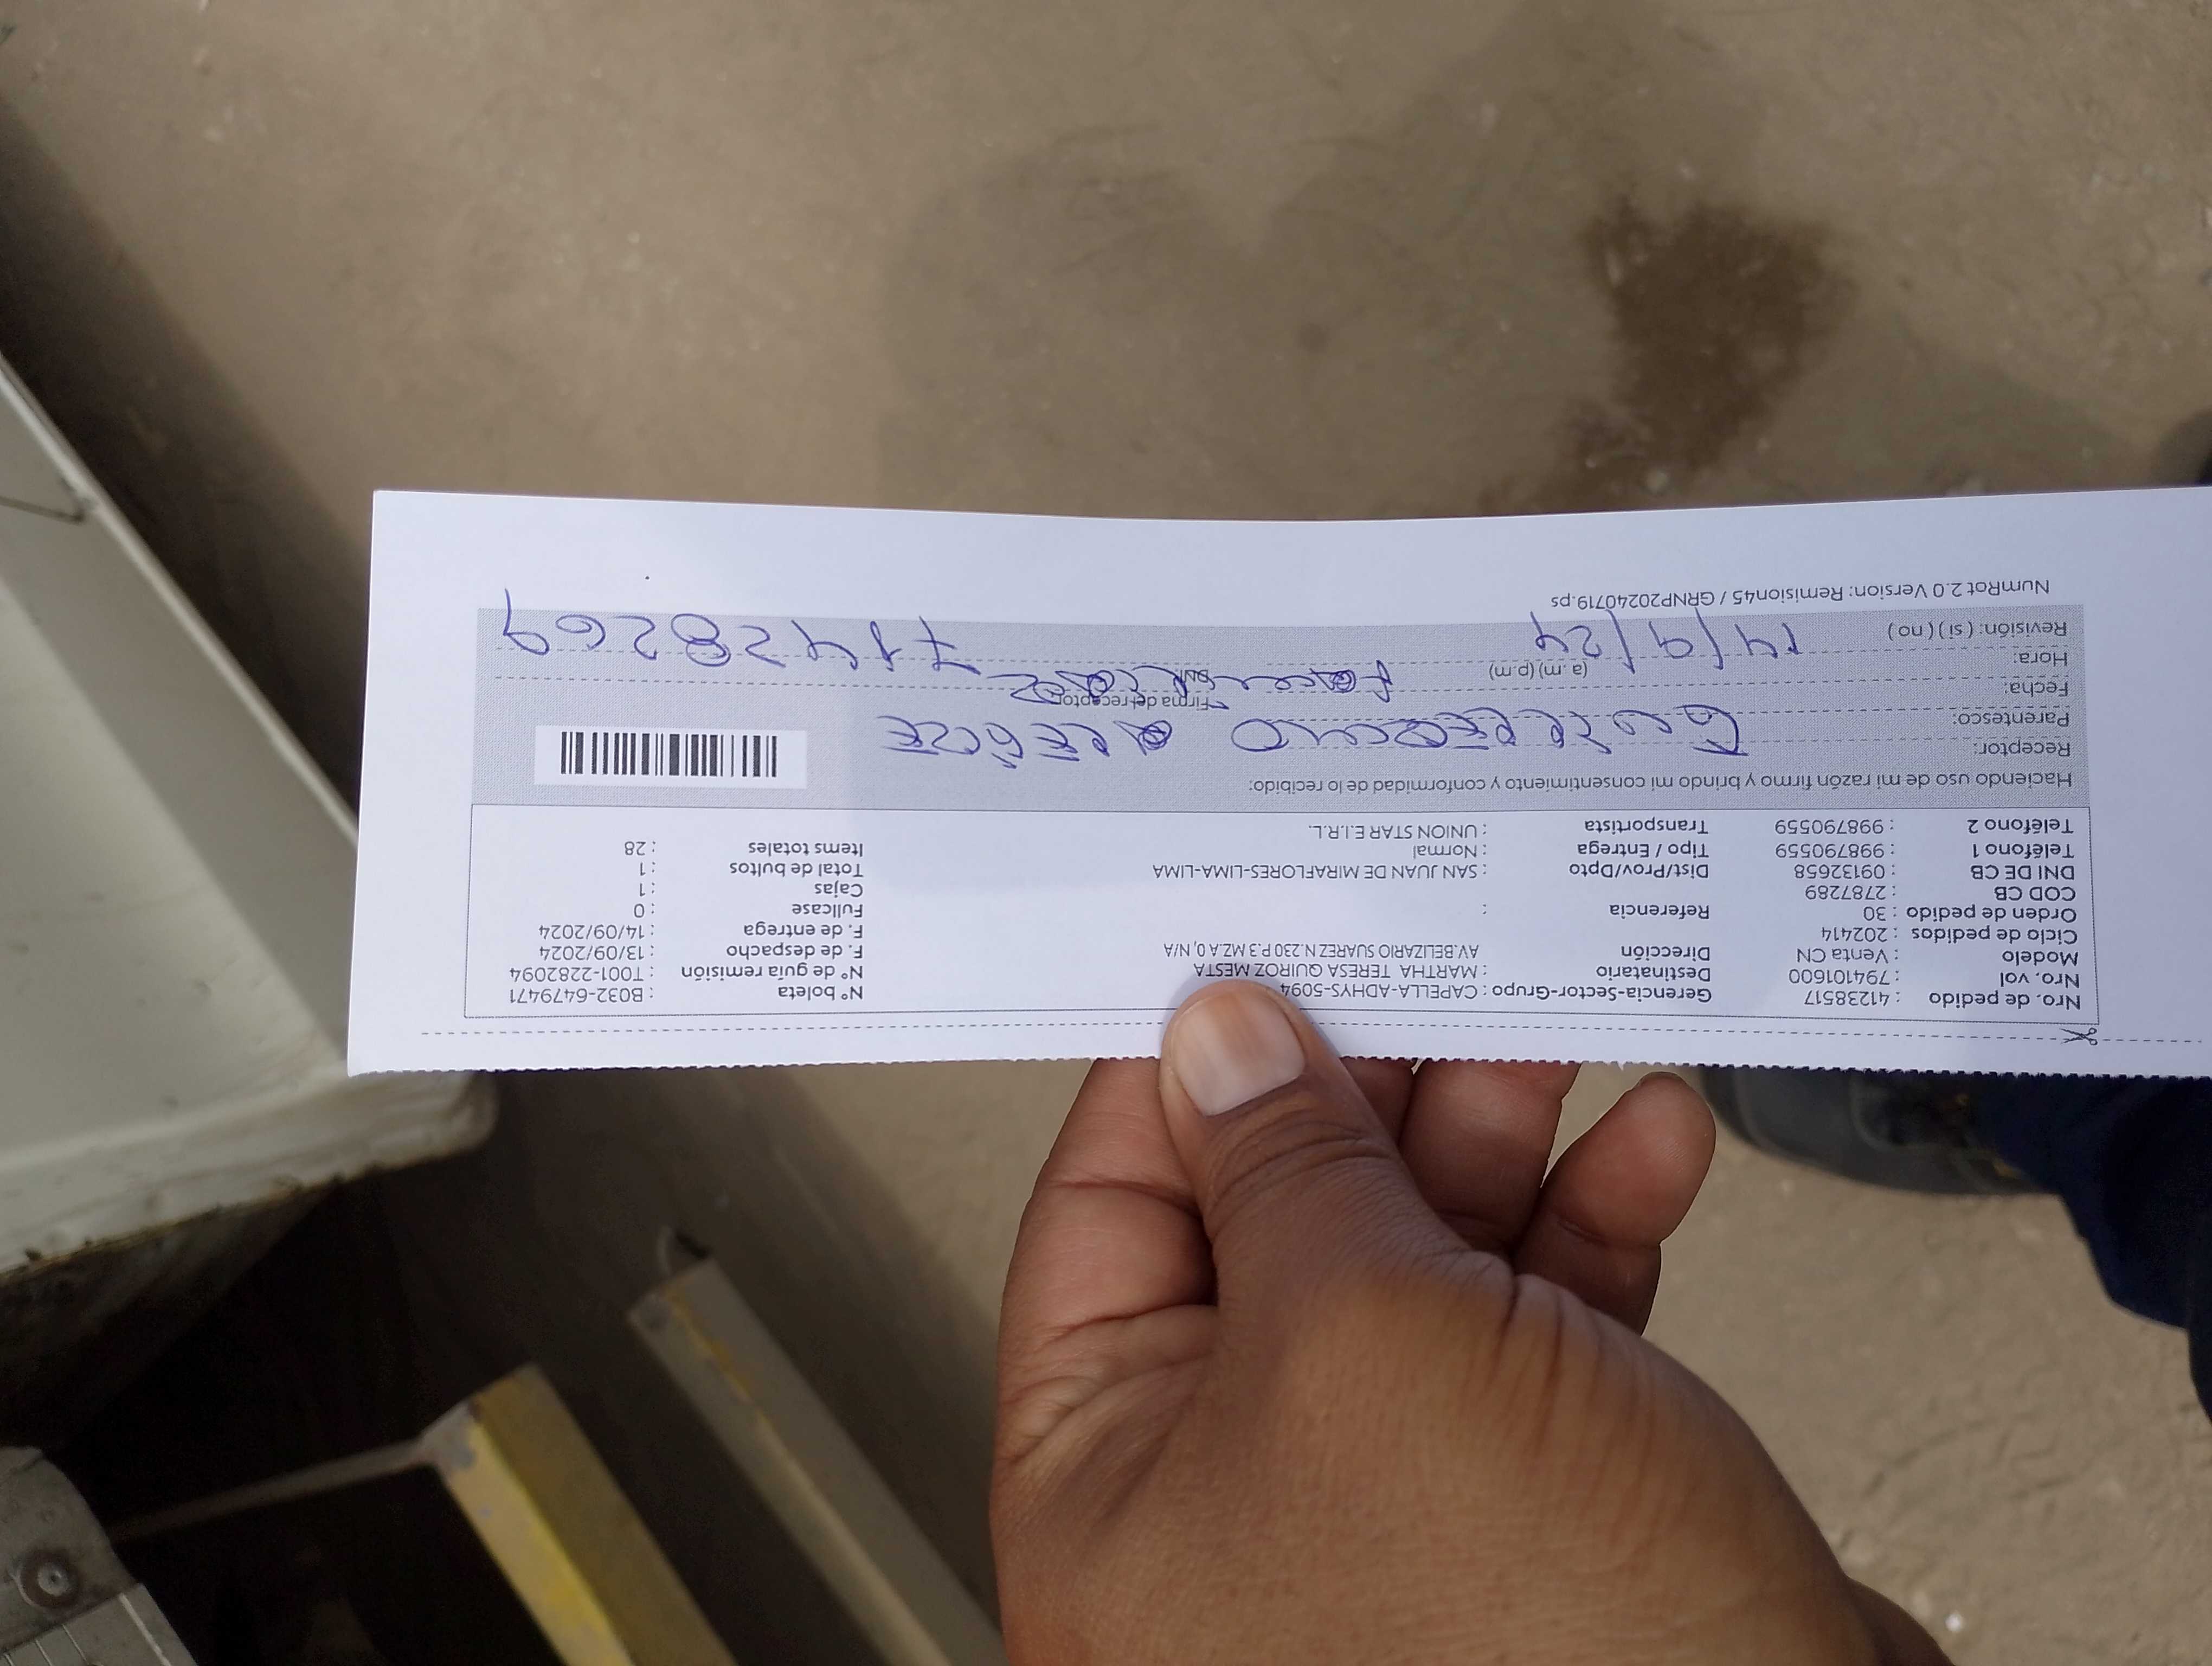 Nro. de pedido : 41238517 Gerencia-Sector-Grupo : CAPELLA-ADHYS-5094 N° boleta : B032-6479471
Nro. vol : 794101600 Destinatario : MARTHA TERESA QUIROZ MESTA N° de guía remisión : T001-2282094
Modelo : Venta CN Dirección AV.BELIZARIO SUAREZ N.230 P.3 MZ.A 0, N/A F. de despacho : 13/09/2024
Ciclo de pedidos : 202414 F. de entrega : 14/09/2024
Orden de pedido : 30 Referencia : Fullcase : 0
COD CB : 2787289 Cajas : 1
DNI DE CB : 09132658 Dist/Prov/Dpto : SAN JUAN DE MIRAFLORES-LIMA-LIMA Total de bultos : 1
Teléfono 1 : 998790559 Tipo / Entrega : Normal Items totales : 28
Teléfono 2 : 998790559 Transportista : UNION STAR E.I.R.L.
Haciendo uso de mi razón firmo y brindo mi consentimiento y conformidad de lo recibido:
Receptor:
Parentesco:
Fecha: Firma del receptor
Hora: (a.m) (p.m)
Revisión: ( si ) ( no ) 14/9/24 71428269
NumRot 2.0 Version: Remision45 / GRNP20240719.ps